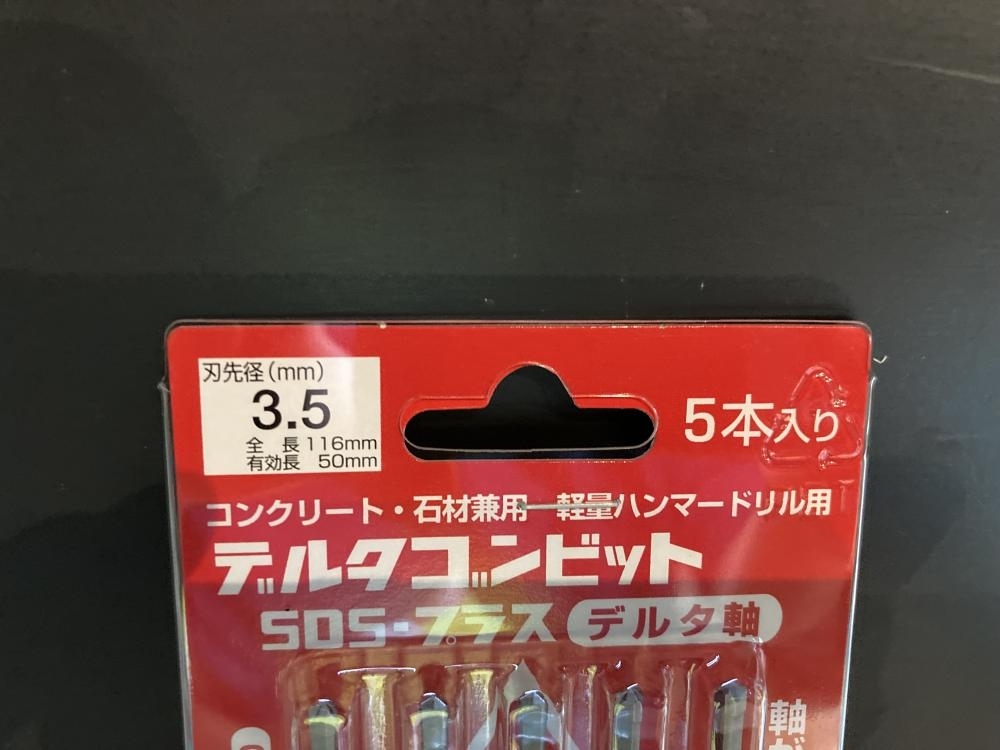 刃先径(mm)
3.5
全 長 116mm
有効長 50mm
5本入り
コンクリート・石材兼用 軽量ハンマードリル用
デルタゴンビット
SDS-プラス デルタ軸
軸が